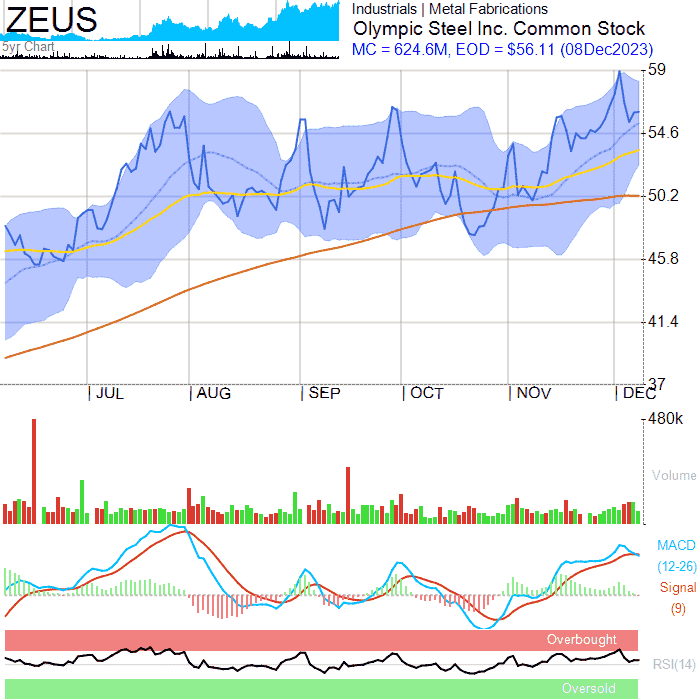 ZEUS
5yr Chart
Industrials | Metal Fabrications
Olympic Steel Inc. Common Stock
MC = 624.6M, EOD = $56.11 (08Dec2023)
59
54.6
50.2
45.8
41.4
37
JUL AUG SEP OCT NOV DEC
480k
Volume
MACD
(12-26)
Signal
(9)
Overbought
RSI(14)
Oversold